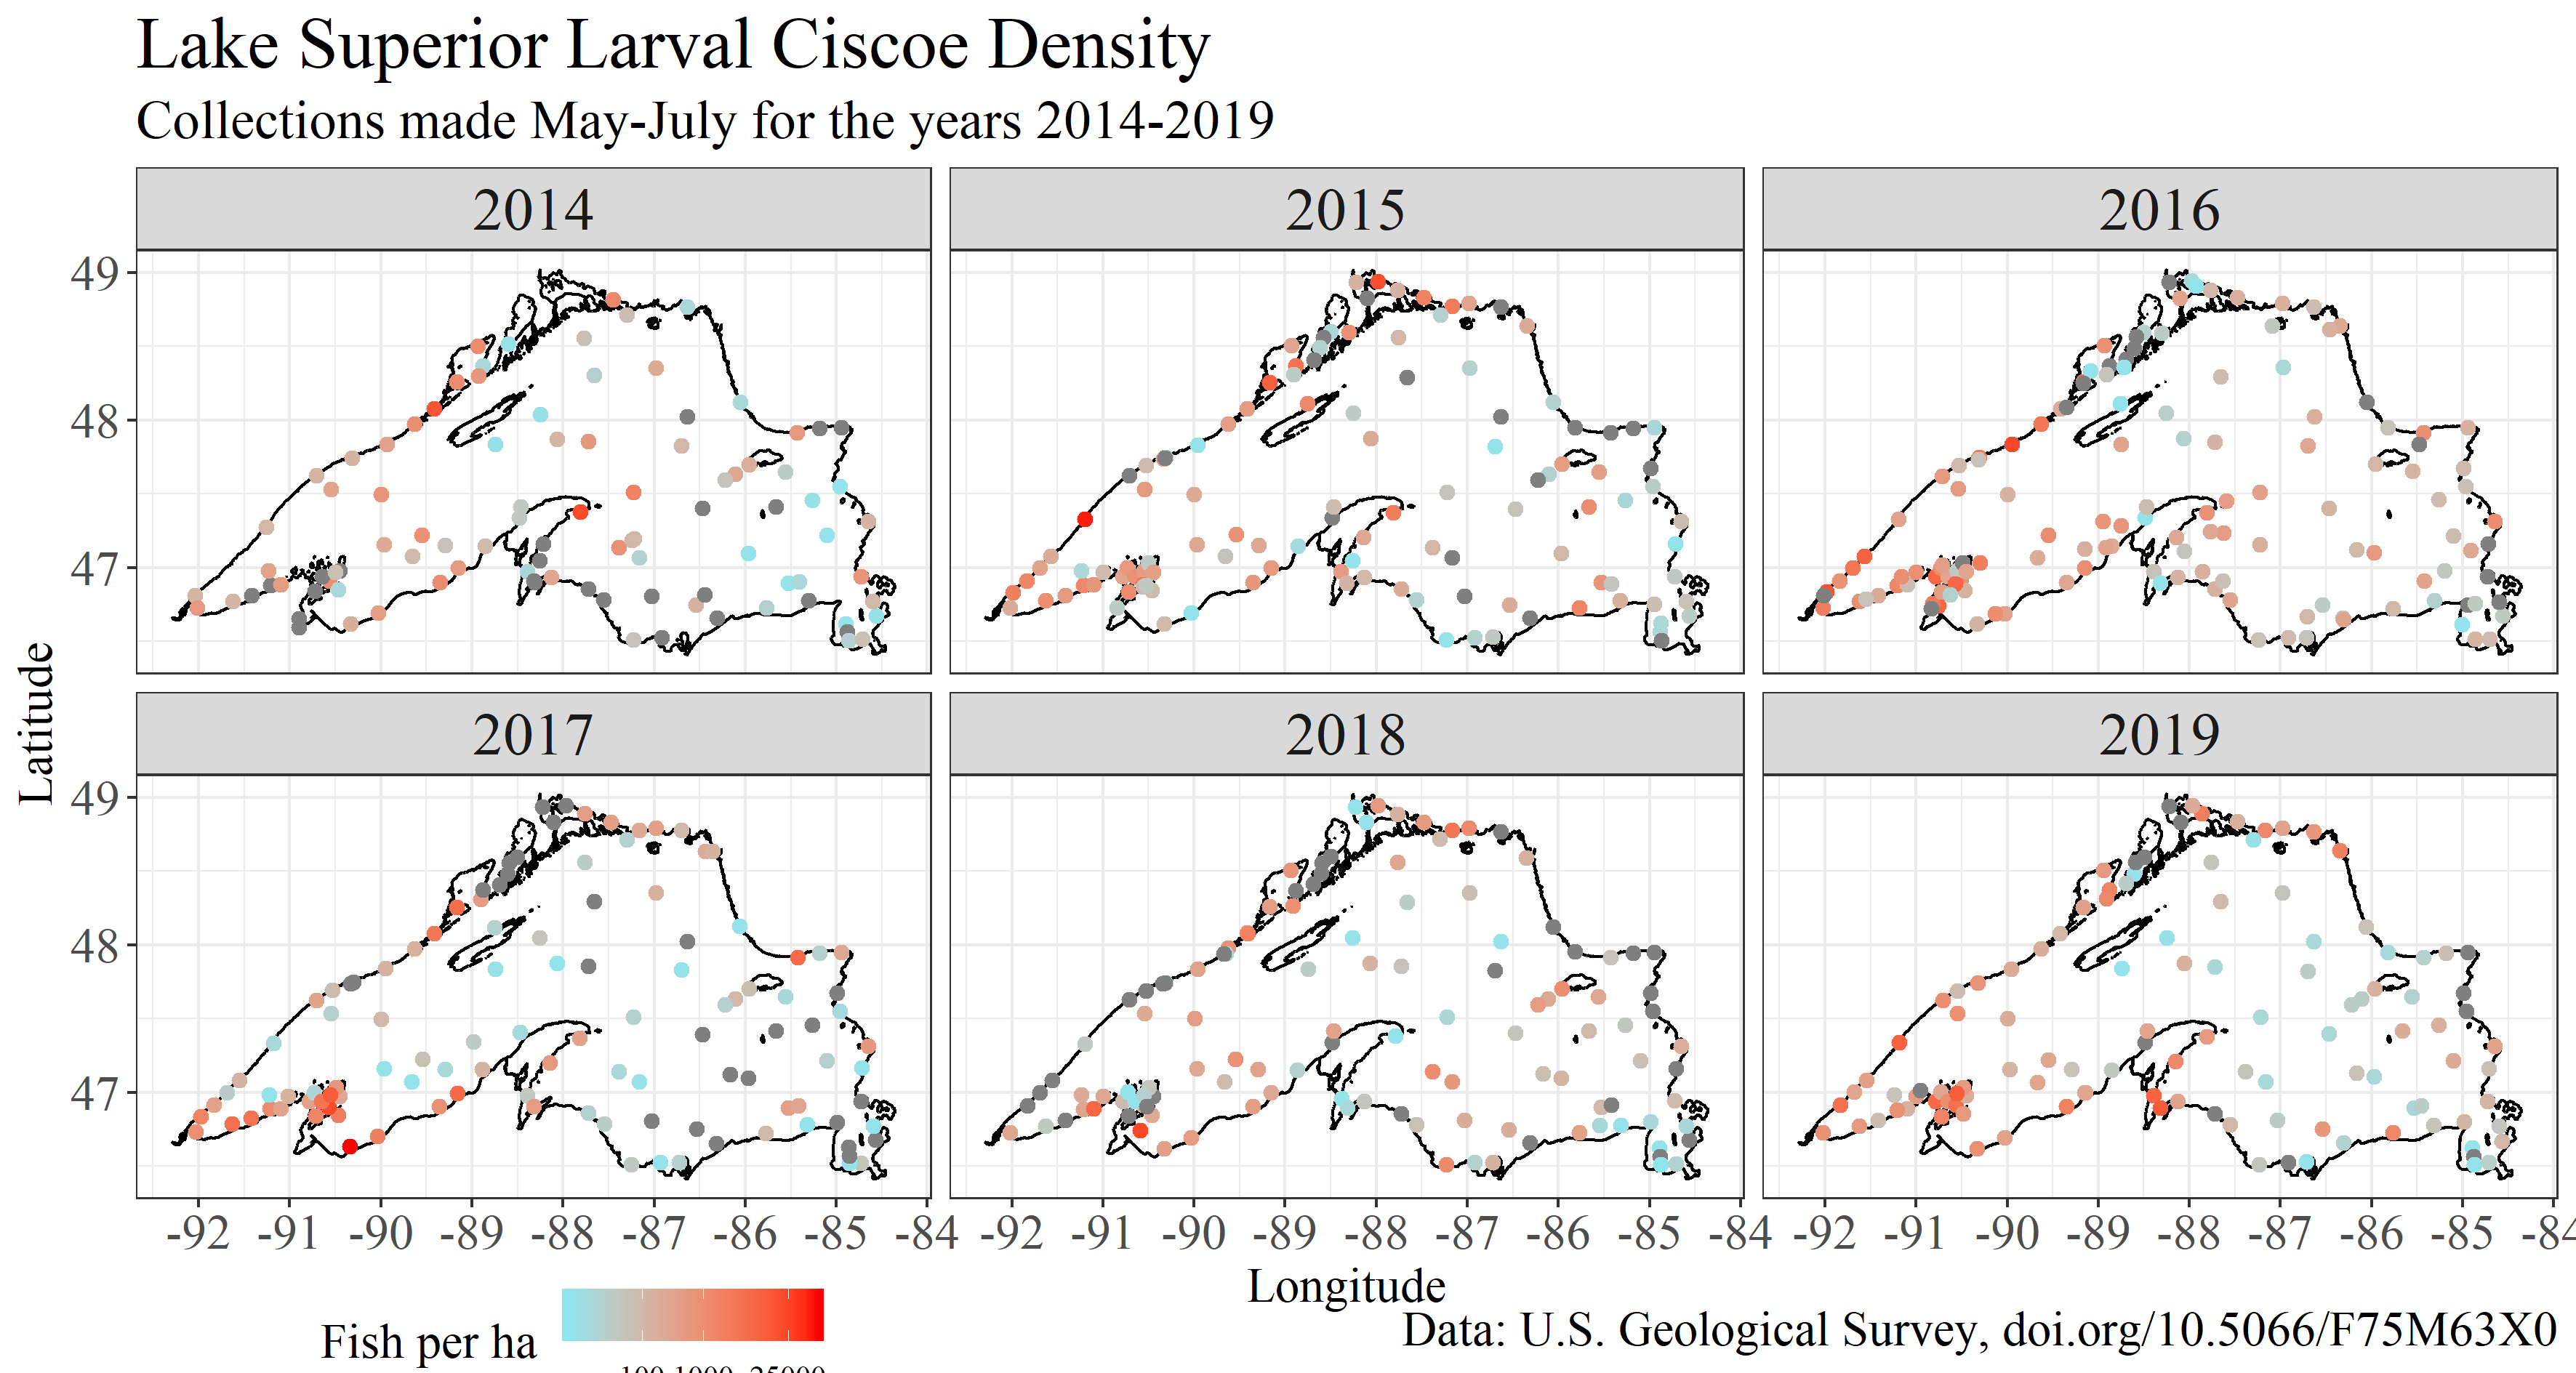 Lake Superior Larval Ciscoe Density
Collections made May-July for the years 2014-2019
2014 2015 2016
49
48
47
2017 2018 2019
49
48
47
Latitude
-92 -91 -90 -89 -88 -87 -86 -85 -84 -92 -91 -90 -89 -88 -87 -86 -85 -84 -92 -91 -90 -89 -88 -87 -86 -85 -84
Longitude
Fish per ha
100 1000 25000
Data: U.S. Geological Survey, doi.org/10.5066/F75M63X0